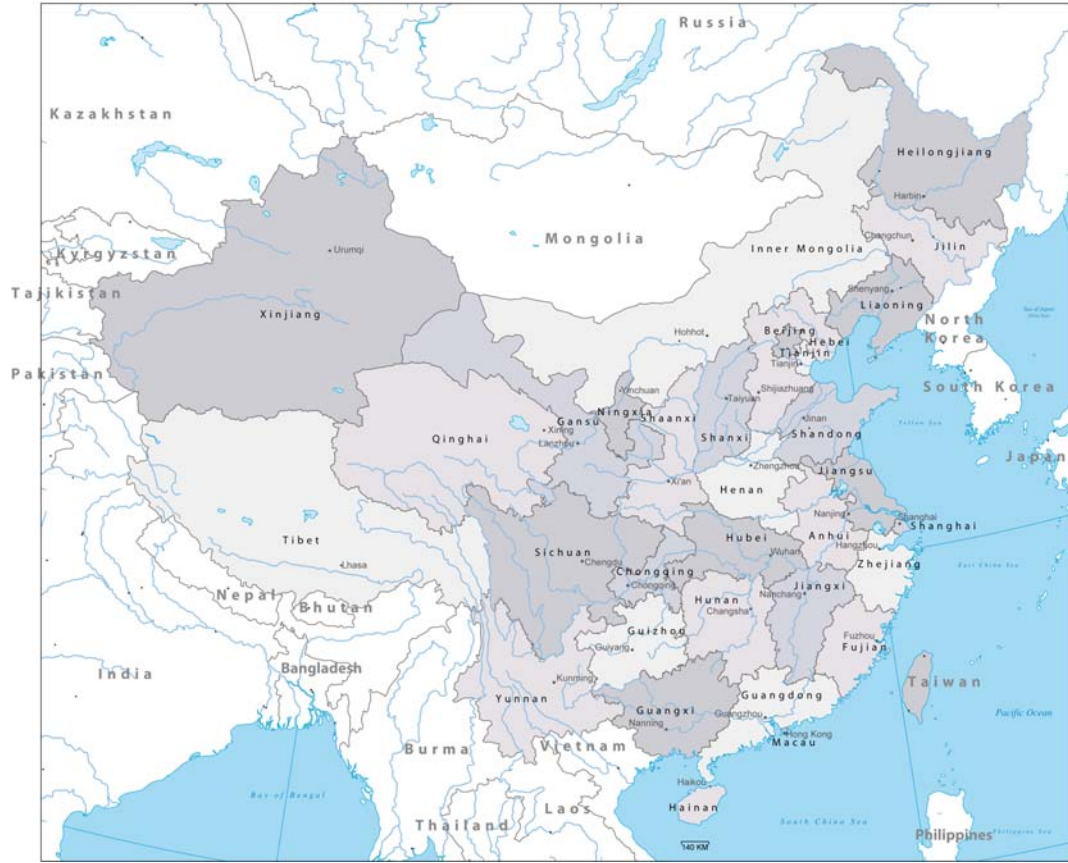 Russia
Kazakhstan
Heilongjiang
Harbin
Mongolia
Inner Mongolia
Changchun
Jilin
Kyrgyzstan
Urumqi
Tajikistan
Xinjiang
Shenyang
Liaoning
North
Korea
Sea of Japan
Hohhot
Beijing
Hebei
Tianjin
Tianjin
Pakistan
South Korea
Yinchuan
Shijiazhuang
Taiyuan
Ningxia
Shaanxi
Gansu
Xining
Lanzhou
Qinghai
Shanxi
Jinan
Shandong
Yellow Sea
Japan
Zhengzhou
Jiangsu
Xi'an
Henan
Nanjing
Shanghai
Shanghai
Tibet
Lhasa
Sichuan
Chengdu
Hubei
Wuhan
Anhui
Hangzhou
Zhejiang
East China Sea
Chongqing
Chongqing
Nepal
Bhutan
Hunan
Changsha
Nanchang
Jiangxi
Guizhou
Guiyang
Fuzhou
Fujian
India
Bangladesh
Kunming
Yunnan
Guangxi
Nanning
Guangdong
Guangzhou
Hong Kong
Macau
Taiwan
Pacific Ocean
Burma
Vietnam
Bay of Bengal
Haikou
Hainan
Laos
Thailand
140 KM
South China Sea
Philippines
Philippine Sea